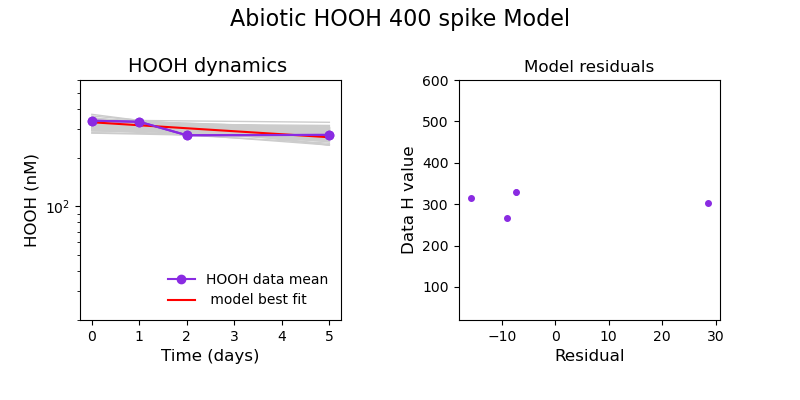 Abiotic HOOH 400 spike Model
HOOH dynamics
HOOH (nM)
10²
HOOH data mean
model best fit
0 1 2 3 4 5
Time (days)
Model residuals
Data H value
600
500
400
300
200
100
−10 0 10 20 30
Residual